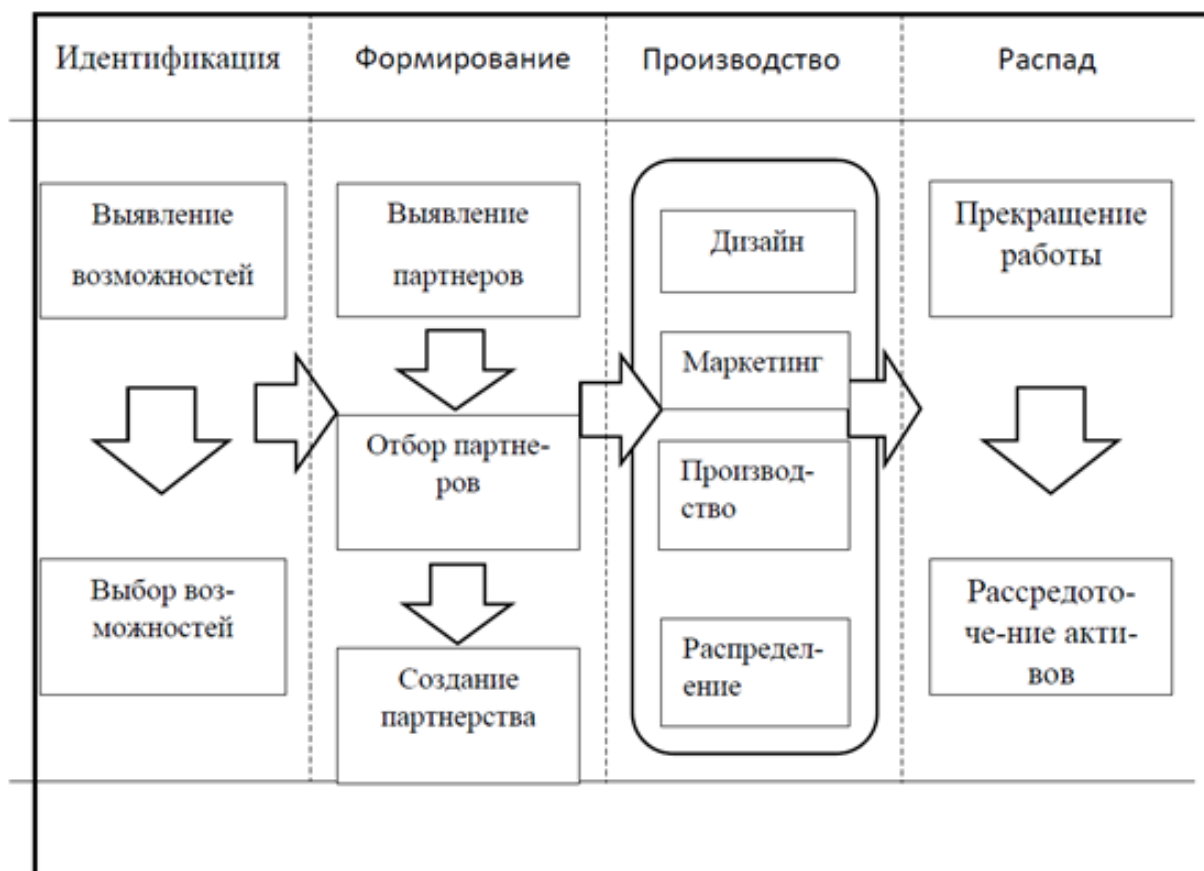 Идентификация
Формирование
Производство
Распад
Выявление
возможностей
Выбор воз-
можностей
Выявление
партнеров
Отбор партне-
ров
Создание
партнерства
Дизайн
Маркетинг
Производ-
ство
Распредел-
ение
Прекращение
работы
Рассредото-
че-ние акти-
вов